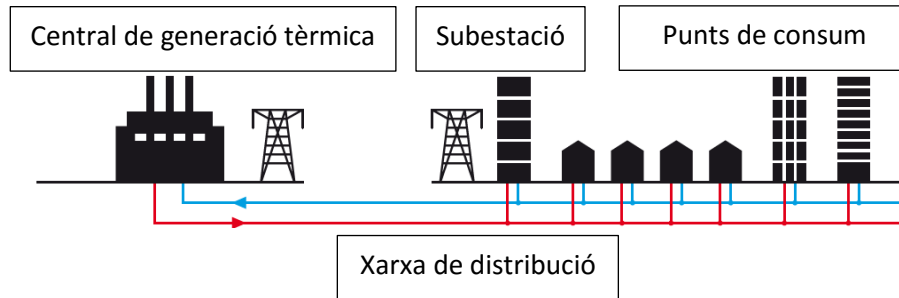 Central de generació tèrmica
Subestació
Punts de consum
Xarxa de distribució